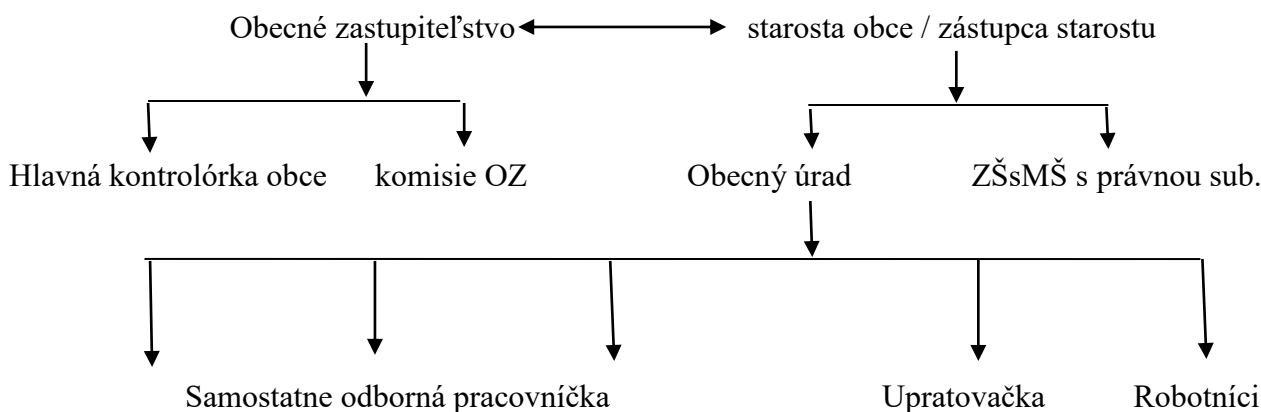 Obecné zastupiteľstvo starosta obce / zástupca starostu
Hlavná kontrolórka obce komisie OZ Obecný úrad ZŠsMŠ s právnou sub.
Samostatne odborná pracovníčka Upratovačka Robotníci